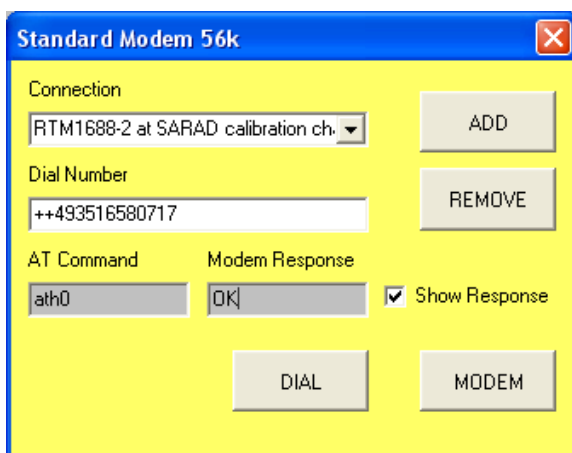 Standard Modem 56k
Connection
RTM1688-2 at SARAD calibration ch
ADD
Dial Number
++493516580717
REMOVE
AT Command Modem Response
ath0 OK Show Response
DIAL MODEM